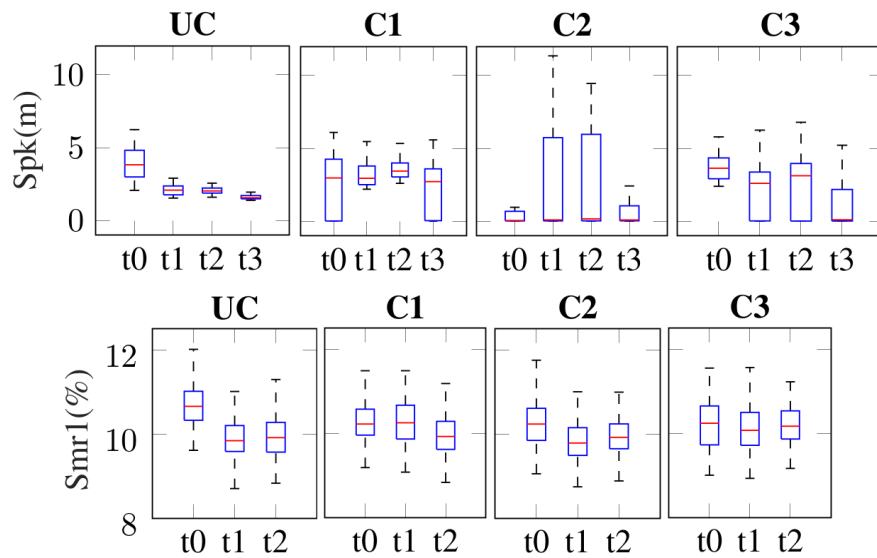 UC C1 C2 C3
10
5
0
Spk(m)
t0 t1 t2 t3 t0 t1 t2 t3 t0 t1 t2 t3 t0 t1 t2 t3
UC C1 C2 C3
12
10
8
Smr1(%)
t0 t1 t2 t0 t1 t2 t0 t1 t2 t0 t1 t2